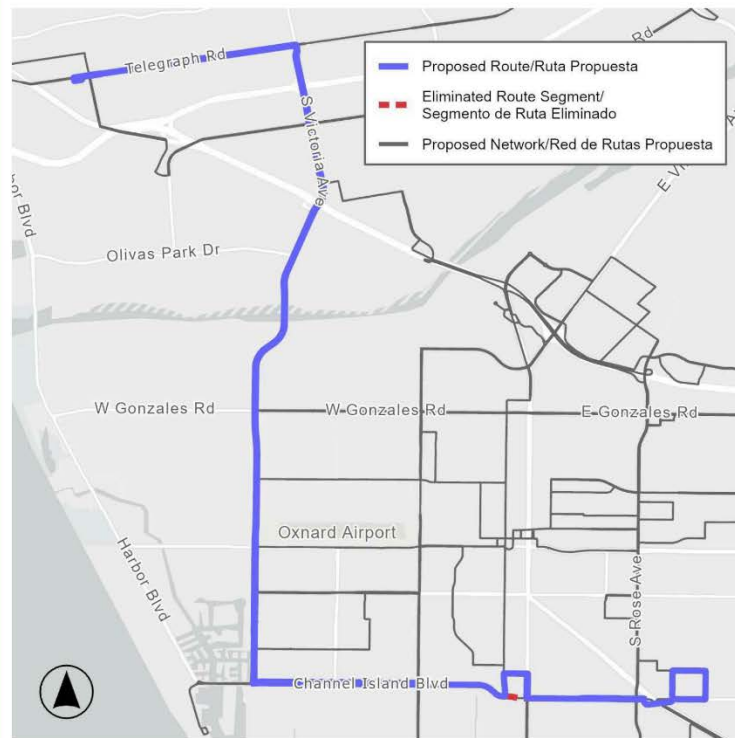 Telegraph Rd
Rd
Proposed Route/Ruta Propuesta
Eliminated Route Segment/
Segmento de Ruta Eliminado
Proposed Network/Red de Rutas Propuesta
S Victoria Ave
bor Blvd
Olivas Park Dr
W Gonzales Rd
W Gonzales Rd
E Gonzales Rd
Oxnard Airport
Harbor Blvd
S Rose Ave
Channel Island Blvd